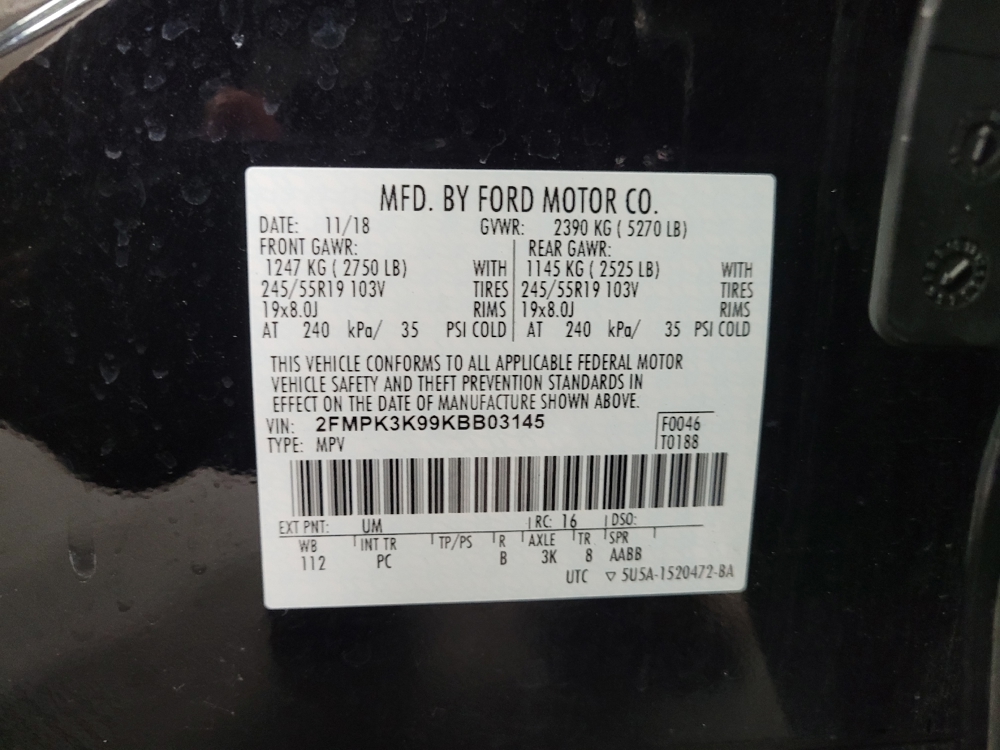 MFD. BY FORD MOTOR CO.
DATE: 11/18 GVWR: 2390 KG ( 5270 LB)
FRONT GAWR: REAR GAWR:
1247 KG ( 2750 LB) WITH 1145 KG ( 2525 LB) WITH
245/55R19 103V TIRES 245/55R19 103V TIRES
19x8.0J RIMS 19x8.0J RIMS
AT 240 kPa/ 35 PSI COLD AT 240 kPa/ 35 PSI COLD
THIS VEHICLE CONFORMS TO ALL APPLICABLE FEDERAL MOTOR
VEHICLE SAFETY AND THEFT PREVENTION STANDARDS IN
EFFECT ON THE DATE OF MANUFACTURE SHOWN ABOVE.
VIN: 2FMPK3K99KBB03145 F0046
TYPE: MPV T0188
EXT PNT: UM RC: 16 DSO:
WB INT TR TP/PS R AXLE TR SPR
112 PC B 3K 8 AABB
UTC ▽ 5U5A-1520472-BA